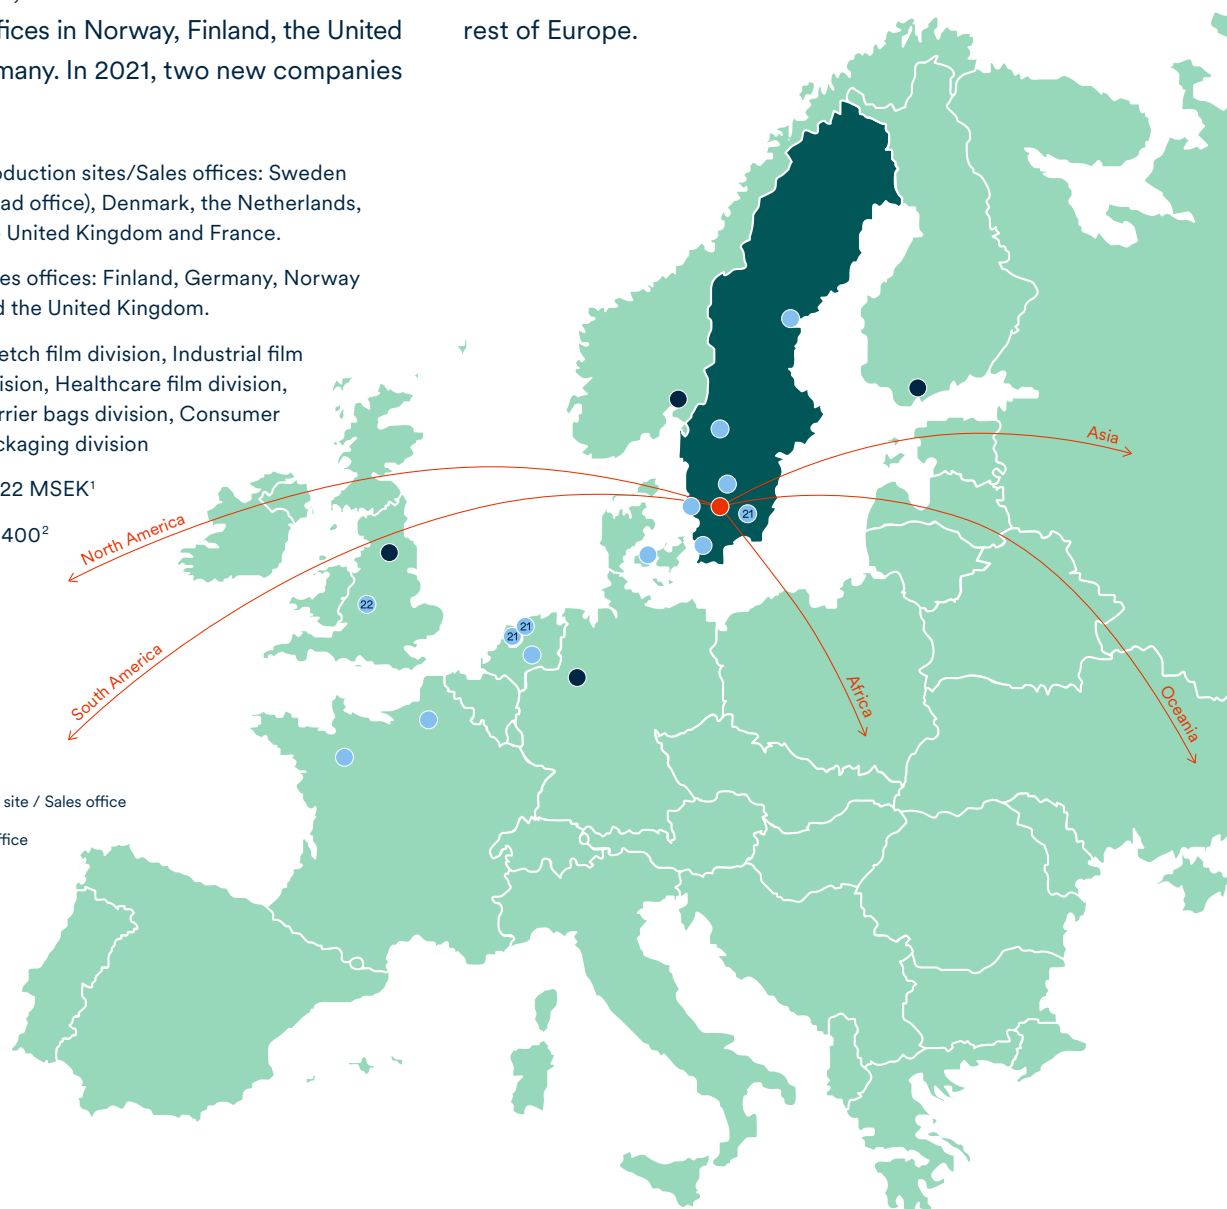 fices in Norway, Finland, the United
many. In 2021, two new companies
rest of Europe.
oduction sites/Sales offices: Sweden
ad office), Denmark, the Netherlands,
United Kingdom and France.
es offices: Finland, Germany, Norway
d the United Kingdom.
etch film division, Industrial film
ision, Healthcare film division,
rrier bags division, Consumer
ckaging division
22 MSEK¹
400²
site / Sales office
ffice
Asia
North America
South America
Africa
Oceania
21
22
21
21